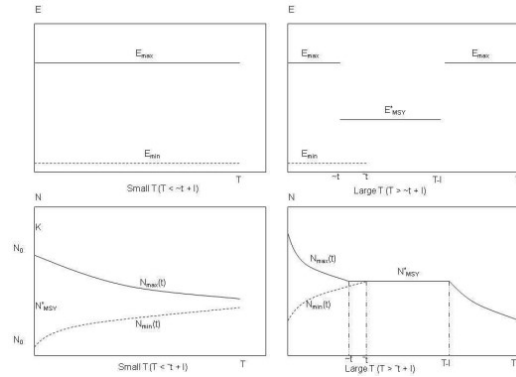 E
E
Emax
Emax
Emax
E*MSY
Emin
Emin
T
~t
~t
T-l
T
Small T (T < ~t + l)
Large T (T > ~t + l)
N
N
K
N0
Nmax(t)
Nmax(t)
N*MSY
N*MSY
Nmin(t)
Nmin(t)
N0
T
~t
~t
T-l
T
Small T (T < ~t + l)
Large T (T > ~t + l)